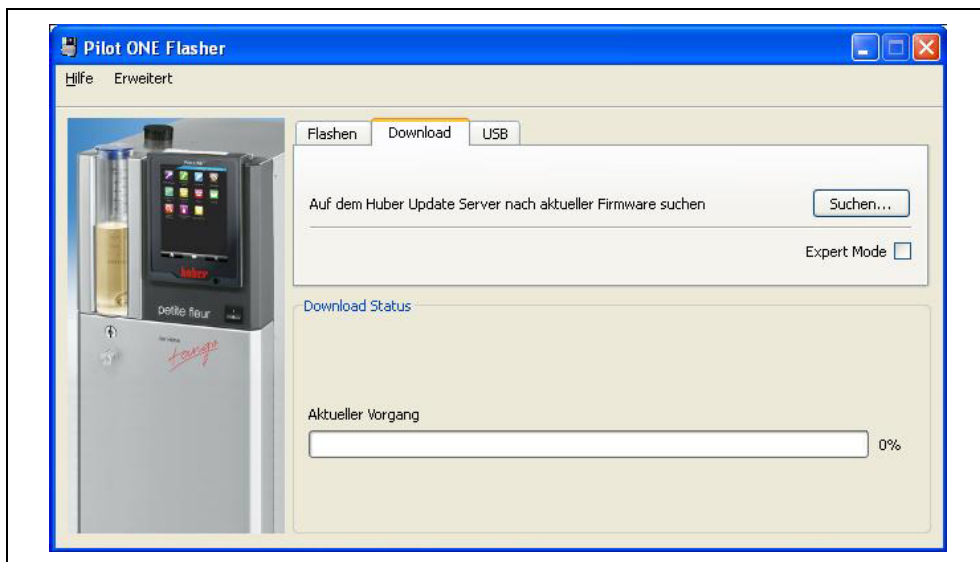 Pilot ONE Flasher
Hilfe Erweitert
Flashen Download USB
Auf dem Huber Update Server nach aktueller Firmware suchen Suchen...
Expert Mode
huber
petite fleur
tango
Download Status
Aktueller Vorgang
0%